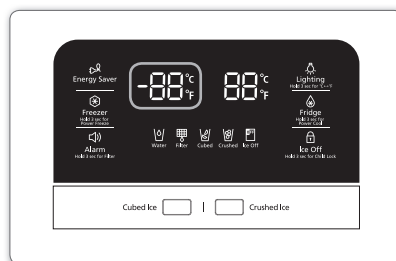 Energy Saver
-88°C °F
88°C °F
Lighting
Hold 3 sec for °C↔°F
Freezer
Hold 3 sec for
Power Freeze
Fridge
Hold 3 sec for
Power Cool
Water
Filter
Cubed
Crushed
Ice Off
Alarm
Hold 3 sec for Filter
Ice Off
Hold 3 sec for Child Lock
Cubed Ice
Crushed Ice